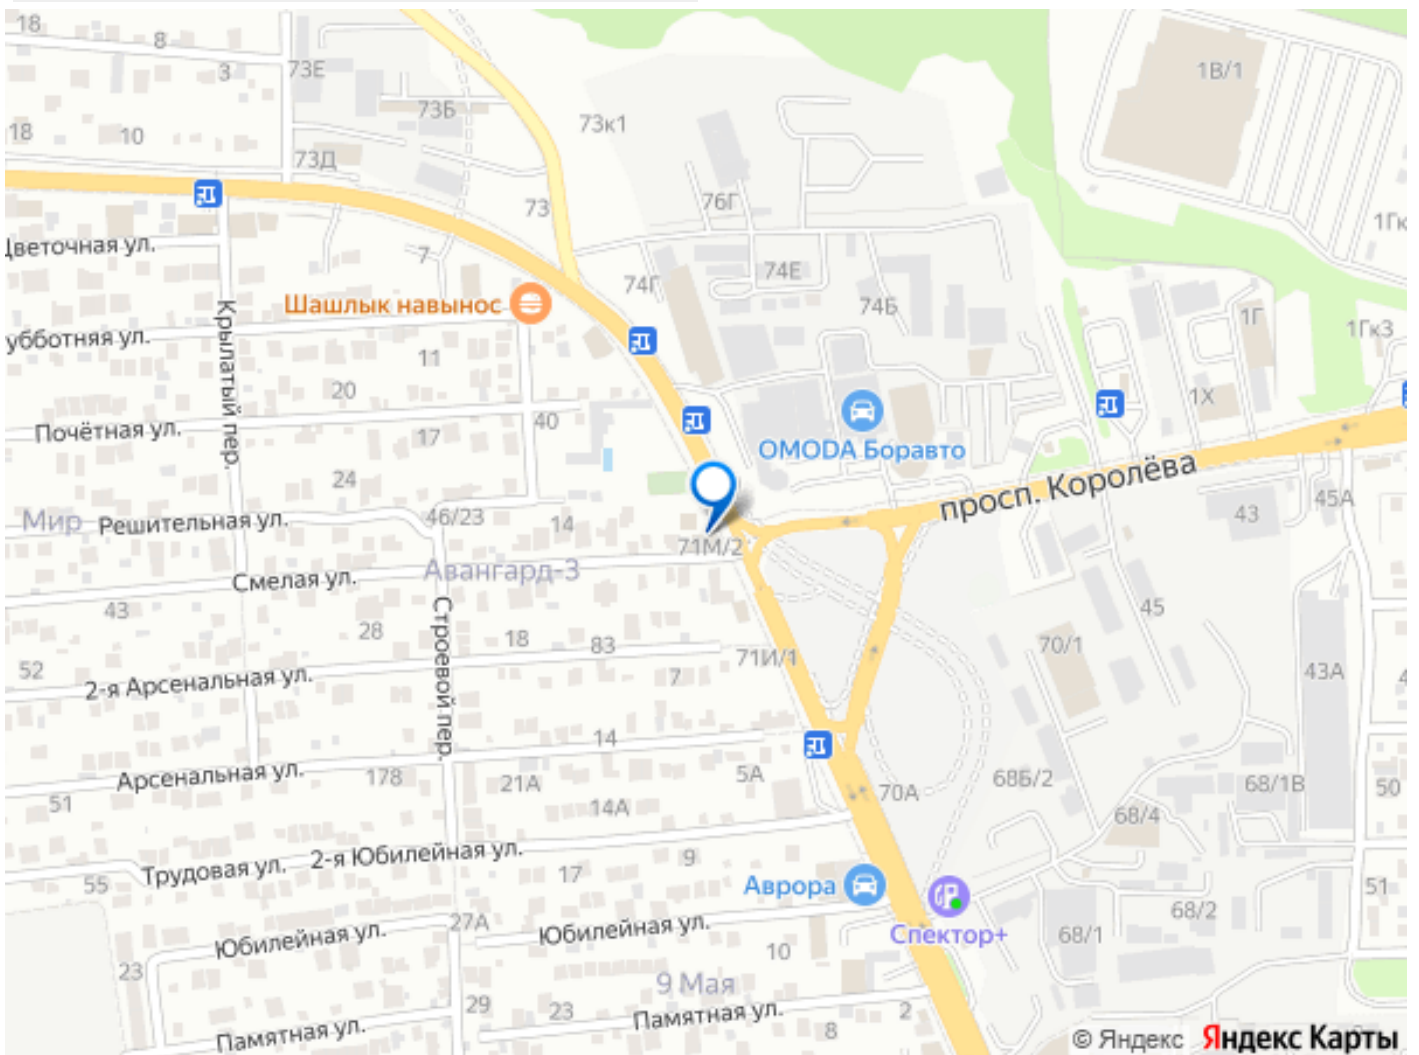 18
8
3
73Е
73Б
73к1
1В/1
18
10
73Д
73
76Г
1Гк
Цветочная ул.
7
74Г
74Е
74Б
Шашлык навынос
1Г
1Гк3
Крылатый пер.
11
20
40
1Х
Почётная ул.
17
OMODA Боравто
просп. Королёва
24
46/23
14
45А
43
Мир
Решительная ул.
71М/2
Авангард-3
Смелая ул.
43
28
Строевой пер.
18
83
71И/1
45
70/1
43А
52
2-я Арсенальная ул.
7
14
Арсенальная ул.
178
21А
5А
14А
51
70А
68Б/2
68/4
68/1В
50
2-я Юбилейная ул.
Трудовая ул.
55
17
9
Аврора
51
68/2
27А
Юбилейная ул.
Юбилейная ул.
Спектор+
68/1
10
23
9 Мая
29
23
Памятная ул.
Памятная ул.
8
2
© Яндекс Яндекс Карты